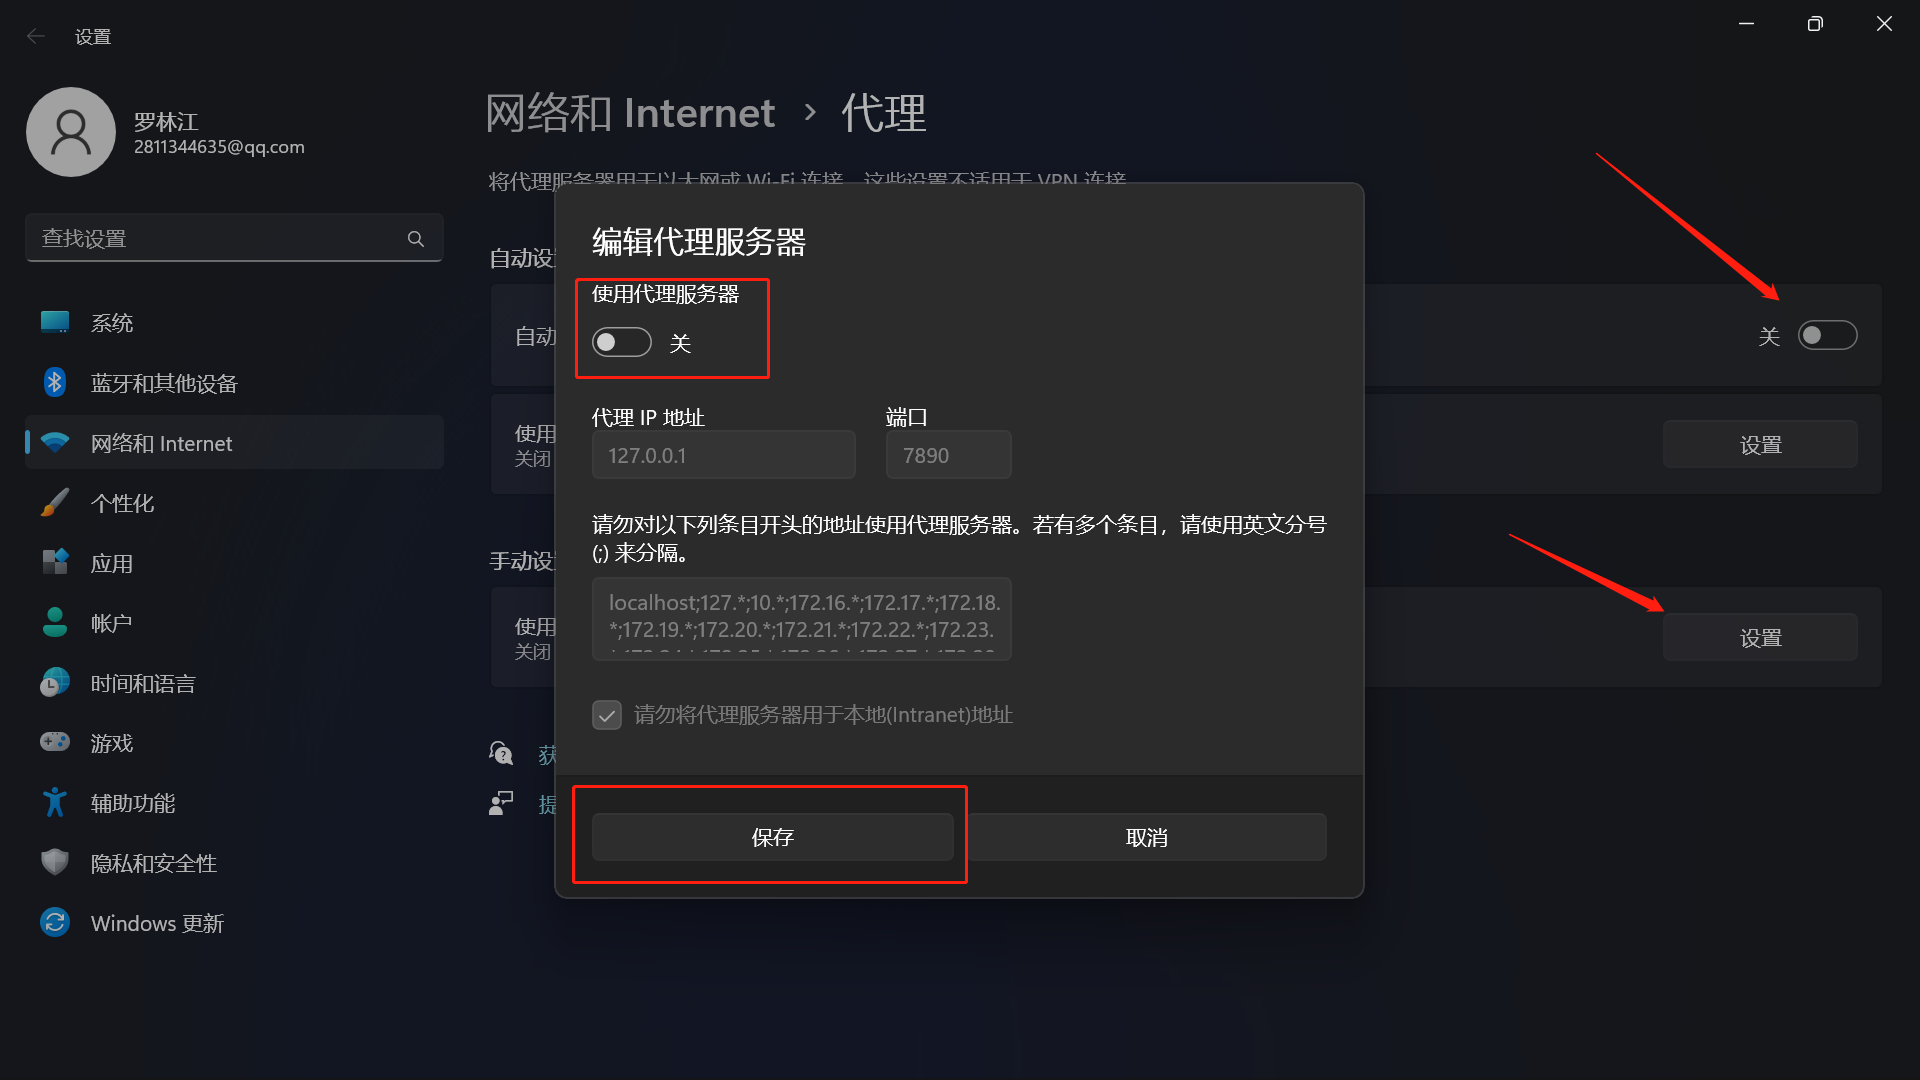 设置
罗林江
2811344635@qq.com
查找设置
系统
蓝牙和其他设备
网络和 Internet
个性化
应用
帐户
时间和语言
游戏
辅助功能
隐私和安全性
Windows 更新
网络和 Internet › 代理
将代理服务器用于以太网或 Wi-Fi 连接。这些设置不适用于 VPN 连接。
自动设
自动
关
使用
关闭
设置
手动设
使用
关闭
设置
获
提
编辑代理服务器
使用代理服务器
关
代理 IP 地址
端口
127.0.0.1
7890
请勿对以下列条目开头的地址使用代理服务器。若有多个条目，请使用英文分号
(;) 来分隔。
localhost;127.*;10.*;172.16.*;172.17.*;172.18.
*;172.19.*;172.20.*;172.21.*;172.22.*;172.23.
请勿将代理服务器用于本地(Intranet)地址
保存
取消